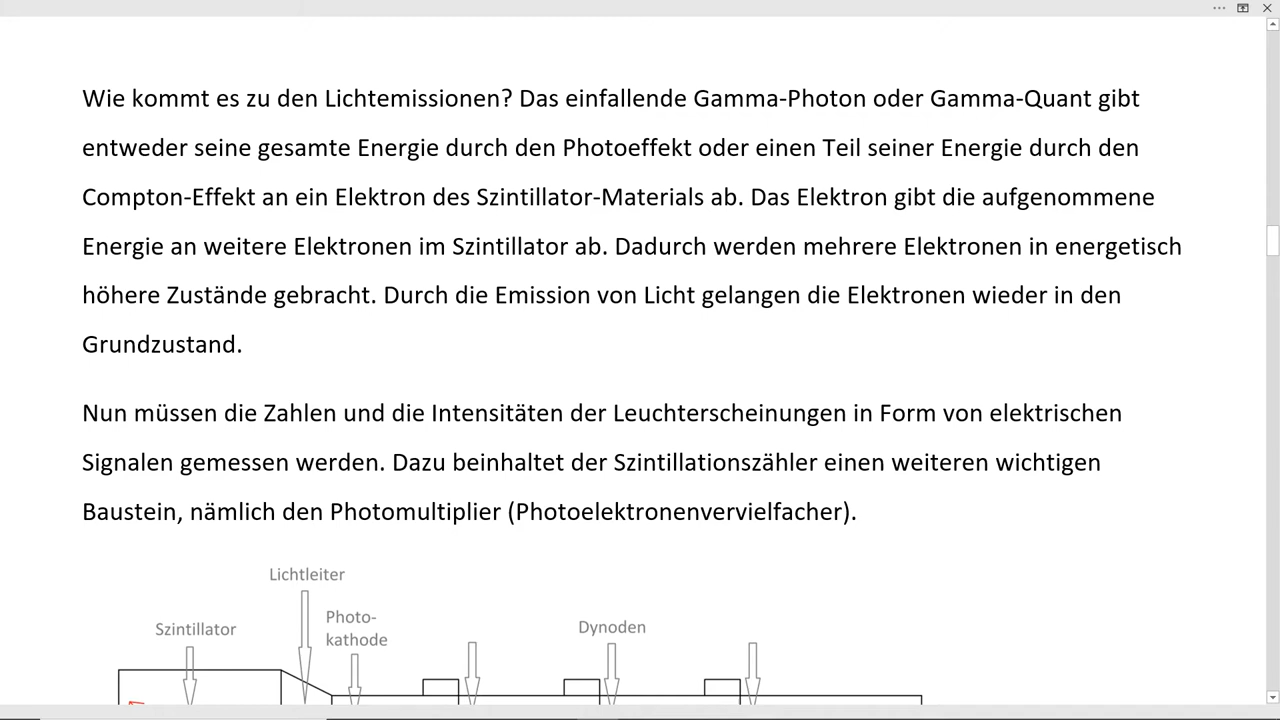 Wie kommt es zu den Lichtemissionen? Das einfallende Gamma-Photon oder Gamma-Quant gibt
entweder seine gesamte Energie durch den Photoeffekt oder einen Teil seiner Energie durch den
Compton-Effekt an ein Elektron des Szintillator-Materials ab. Das Elektron gibt die aufgenommene
Energie an weitere Elektronen im Szintillator ab. Dadurch werden mehrere Elektronen in energetisch
höhere Zustände gebracht. Durch die Emission von Licht gelangen die Elektronen wieder in den
Grundzustand.
Nun müssen die Zahlen und die Intensitäten der Leuchterscheinungen in Form von elektrischen
Signalen gemessen werden. Dazu beinhaltet der Szintillationszähler einen weiteren wichtigen
Baustein, nämlich den Photomultiplier (Photoelektronenvervielfacher).
Lichtleiter
Szintillator
Photo-
kathode
Dynoden